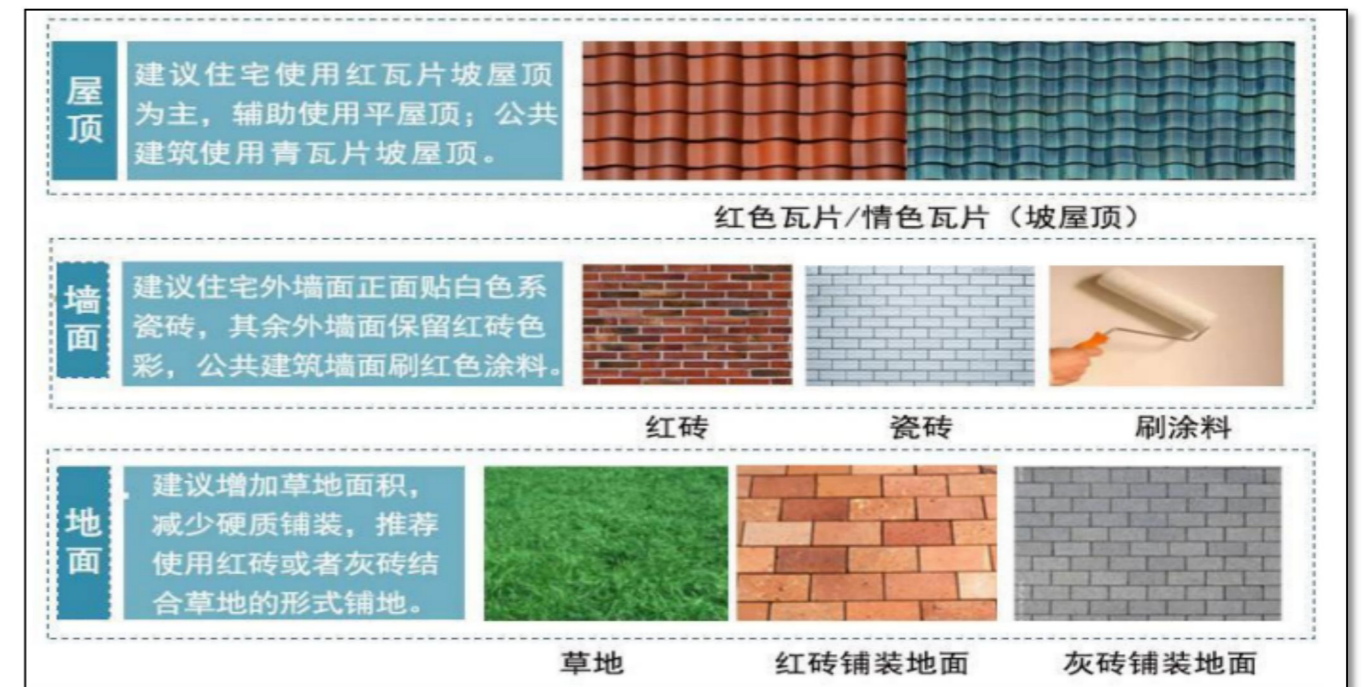 屋顶
建议住宅使用红瓦片坡屋顶
为主，辅助使用平屋顶；公共
建筑使用青瓦片坡屋顶。
红色瓦片/情色瓦片（坡屋顶）
墙面
建议住宅外墙面正面贴白色系
瓷砖，其余外墙面保留红砖色
彩，公共建筑墙面刷红色涂料。
红砖
瓷砖
刷涂料
地面
建议增加草地面积，
减少硬质铺装，推荐
使用红砖或者灰砖结
合草地的形式铺地。
草地
红砖铺装地面
灰砖铺装地面